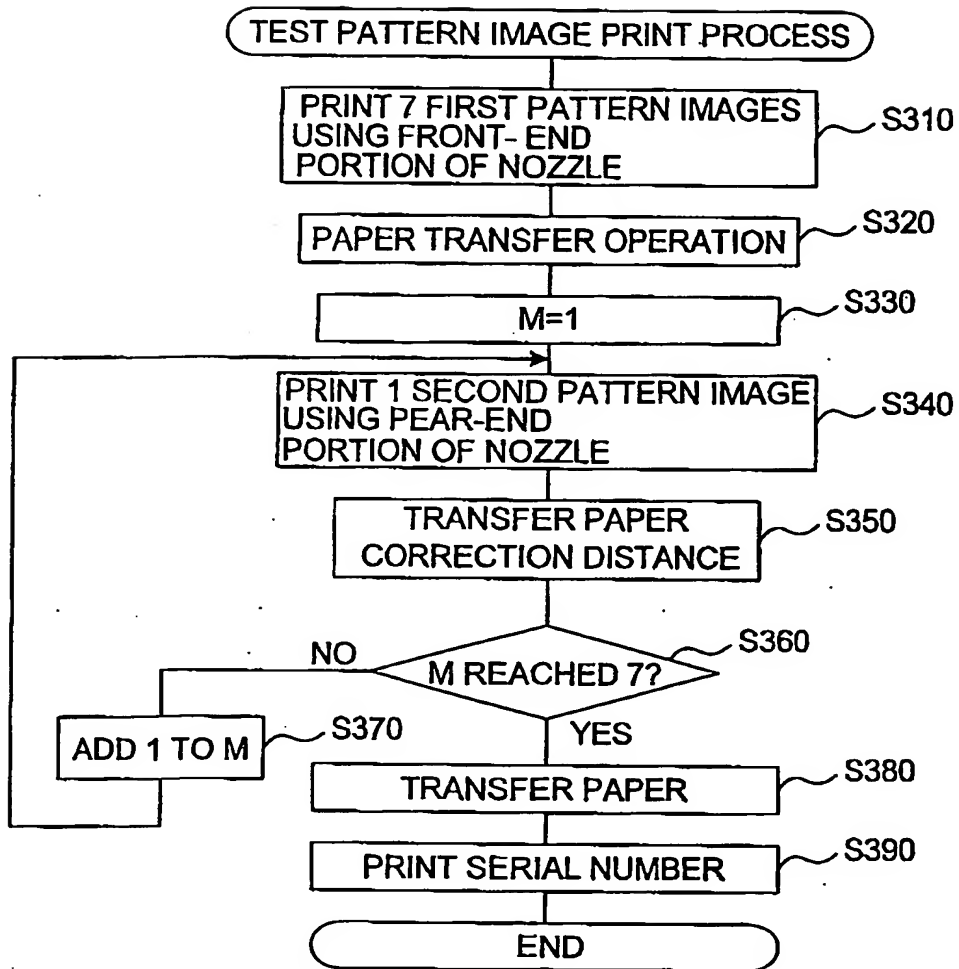 TEST PATTERN IMAGE PRINT PROCESS
PRINT 7 FIRST PATTERN IMAGES
USING FRONT-END
PORTION OF NOZZLE
S310
PAPER TRANSFER OPERATION
S320
M=1
S330
PRINT 1 SECOND PATTERN IMAGE
USING PEAR-END
PORTION OF NOZZLE
S340
TRANSFER PAPER
CORRECTION DISTANCE
S350
M REACHED 7?
S360
NO
YES
ADD 1 TO M
S370
TRANSFER PAPER
S380
PRINT SERIAL NUMBER
S390
END